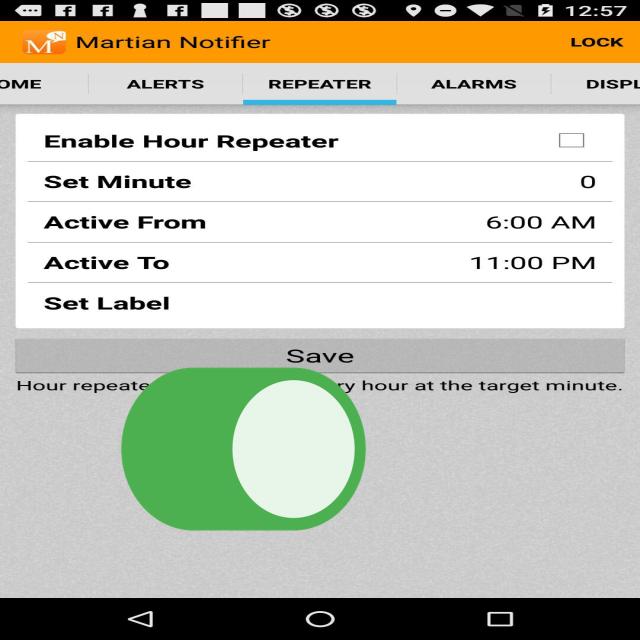 12:57
Martian Notifier
LOCK
OME ALERTS REPEATER ALARMS DISPL
Enable Hour Repeater
Set Minute 0
Active From 6:00 AM
Active To 11:00 PM
Set Label
Save
Hour repeate ry hour at the target minute.